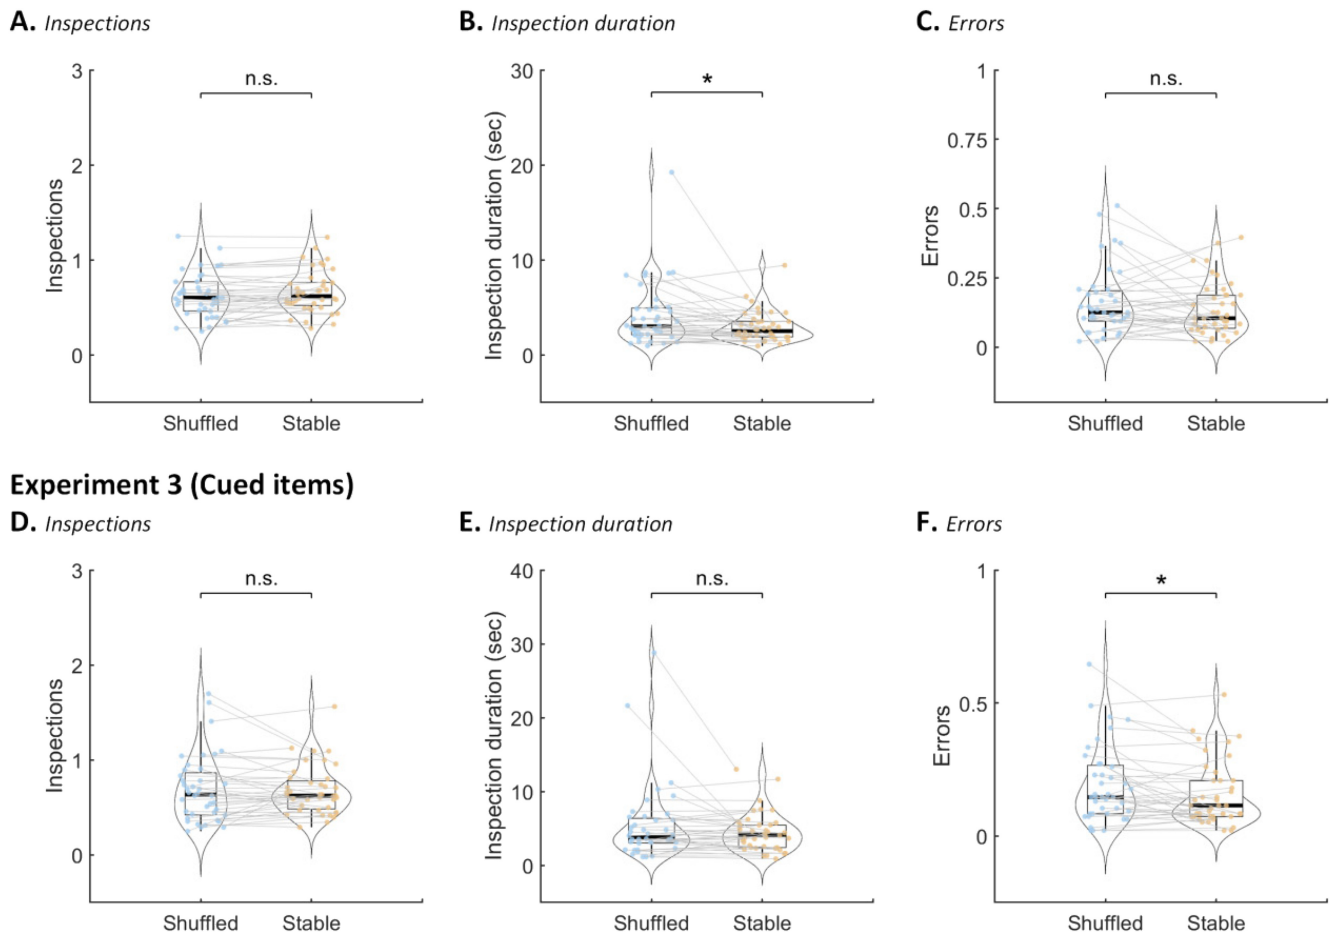 A. Inspections
B. Inspection duration
C. Errors
3
n.s.
2
Inspections
1
0
Shuffled Stable
30
*
20
Inspection duration (sec)
10
0
Shuffled Stable
1
n.s.
0.75
0.5
Errors
0.25
0
Shuffled Stable
Experiment 3 (Cued items)
D. Inspections
E. Inspection duration
F. Errors
3
n.s.
2
Inspections
1
0
Shuffled Stable
40
n.s.
30
Inspection duration (sec)
20
10
0
Shuffled Stable
1
*
0.5
Errors
0
Shuffled Stable